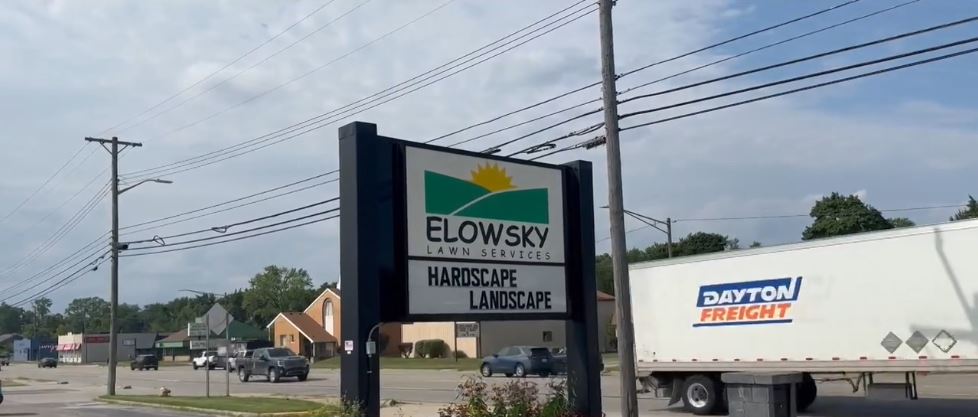 ELOWSKY
LAWN SERVICES
HARDSCAPE
LANDSCAPE
DAYTON
FREIGHT